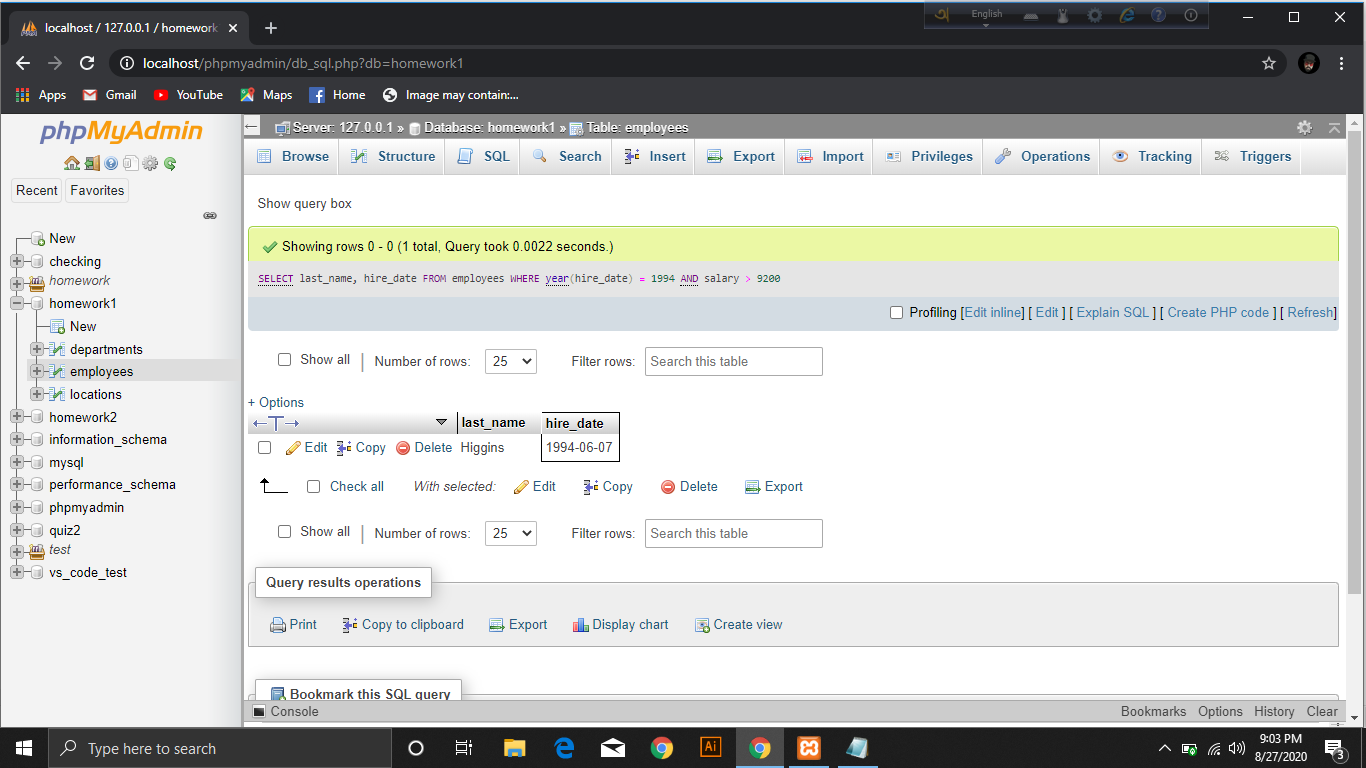 English
localhost / 127.0.0.1 / homework
localhost/phpmyadmin/db_sql.php?db=homework1
Apps Gmail YouTube Maps Home Image may contain:...
phpMyAdmin
Recent Favorites
New
checking
homework
homework1
New
departments
employees
locations
homework2
information_schema
mysql
performance_schema
phpmyadmin
quiz2
test
vs_code_test
Server: 127.0.0.1 » Database: homework1 » Table: employees
Browse Structure SQL Search Insert Export Import Privileges Operations Tracking Triggers
Show query box
Showing rows 0 - 0 (1 total, Query took 0.0022 seconds.)
SELECT last_name, hire_date FROM employees WHERE year(hire_date) = 1994 AND salary > 9200
Profiling [Edit inline] [ Edit ] [ Explain SQL ] [ Create PHP code ] [ Refresh]
Show all | Number of rows: 25 Filter rows: Search this table
+ Options
←T→ last_name hire_date
Edit Copy Delete Higgins 1994-06-07
Check all With selected: Edit Copy Delete Export
Show all | Number of rows: 25 Filter rows: Search this table
Query results operations
Print Copy to clipboard Export Display chart Create view
Bookmark this SQL query
Console Bookmarks Options History Clear
Type here to search
Ai
9:03 PM
8/27/2020
3